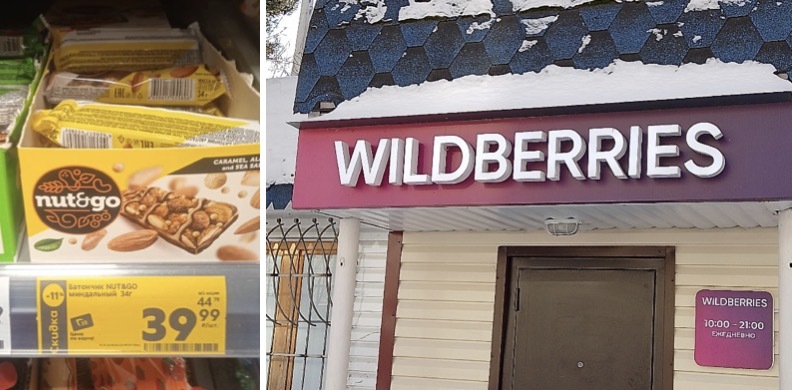 CARAMEL, AL
and SEA SA
nut&go
-11%
скидка
Батончик NUT&GO
миндальный 34г
44 79
39 99
WILDBERRIES
WILDBERRIES
10:00 - 21:00
ЕЖЕДНЕВНО